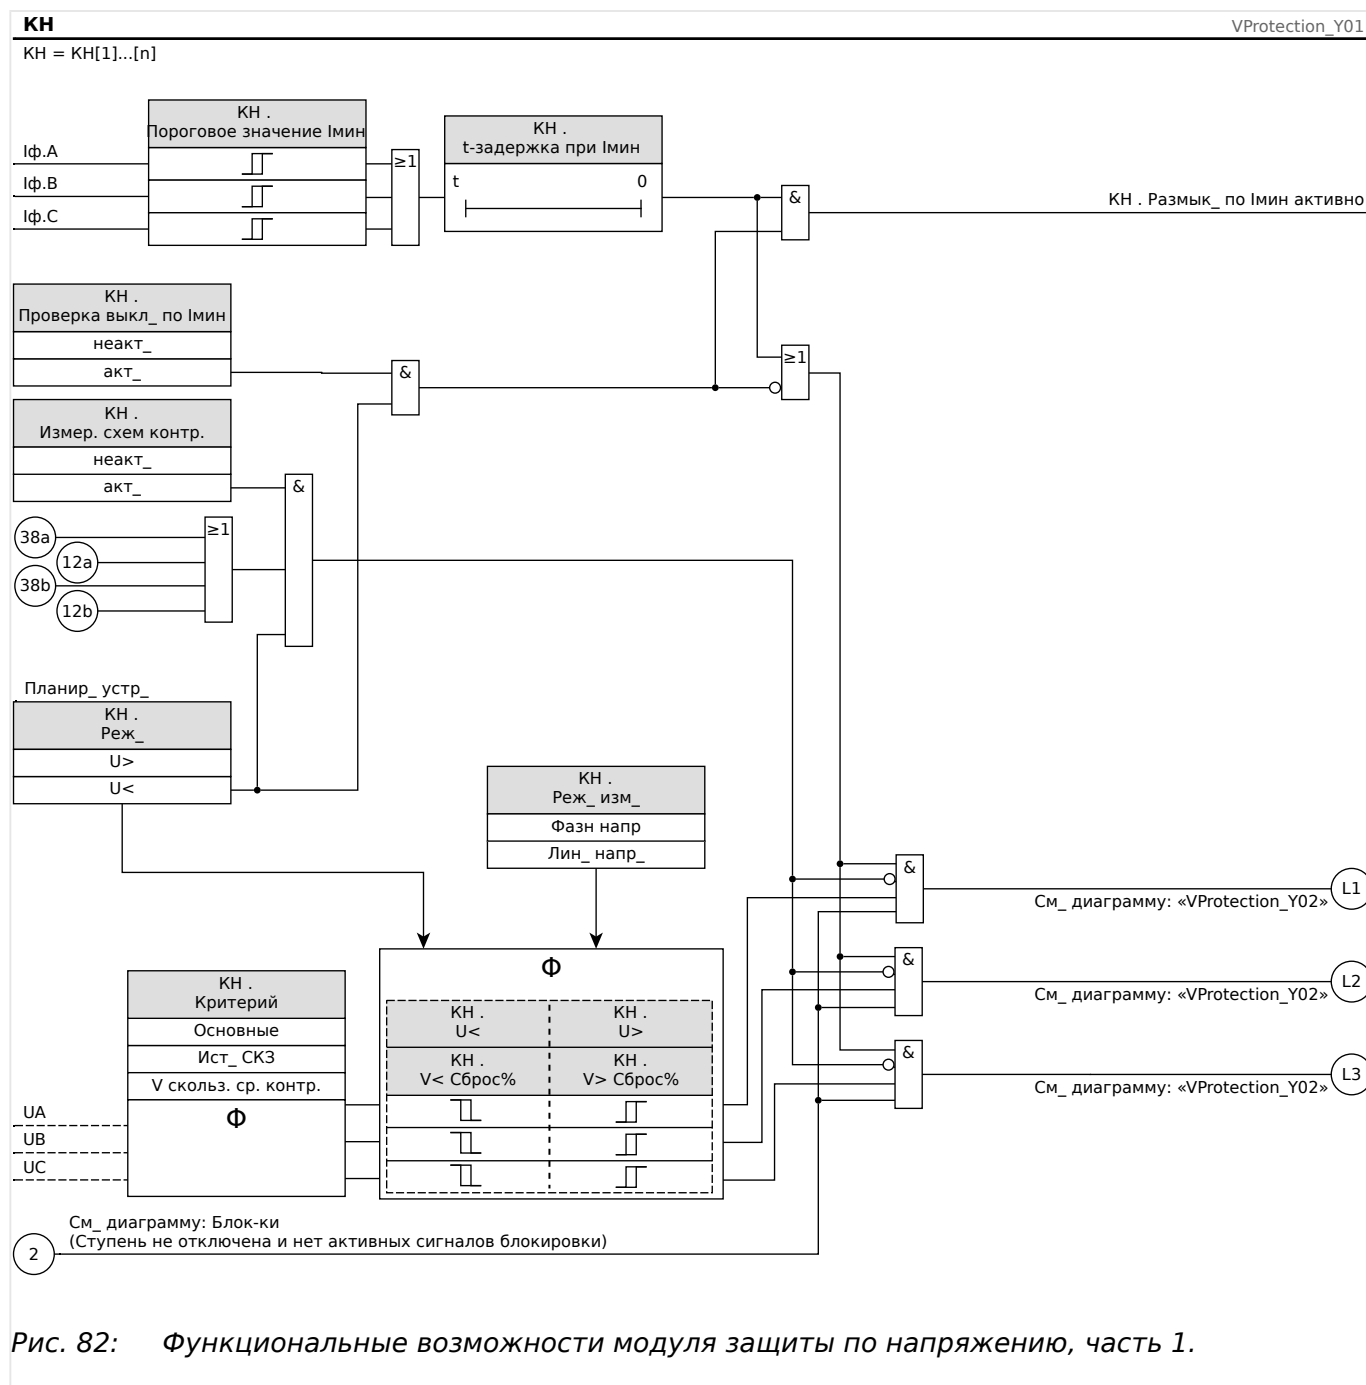 КН
VProtection_Y01
КН = КН[1]...[n]
КН .
Пороговое значение Iмин
Iф.A
Iф.B
Iф.C
≥1
КН .
t-задержка при Iмин
t
0
&
КН . Размык_ по Iмин активно
КН .
Проверка выкл_ по Iмин
неакт_
акт_
&
≥1
КН .
Измер. схем контр.
неакт_
акт_
&
38a
12a
38b
12b
≥1
Планир_ устр_
КН .
Реж_
U>
U<
КН .
Реж_ изм_
Фазн напр
Лин_ напр_
&
L1
См_ диаграмму: «VProtection_Y02»
&
L2
См_ диаграмму: «VProtection_Y02»
&
L3
См_ диаграмму: «VProtection_Y02»
КН .
Критерий
Основные
Ист_ СКЗ
V скольз. ср. контр.
Ф
UA
UB
UC
Ф
КН .
U<
КН .
U>
КН .
V< Сброс%
КН .
V> Сброс%
2
См_ диаграмму: Блок-ки
(Ступень не отключена и нет активных сигналов блокировки)
Рис. 82: Функциональные возможности модуля защиты по напряжению, часть 1.